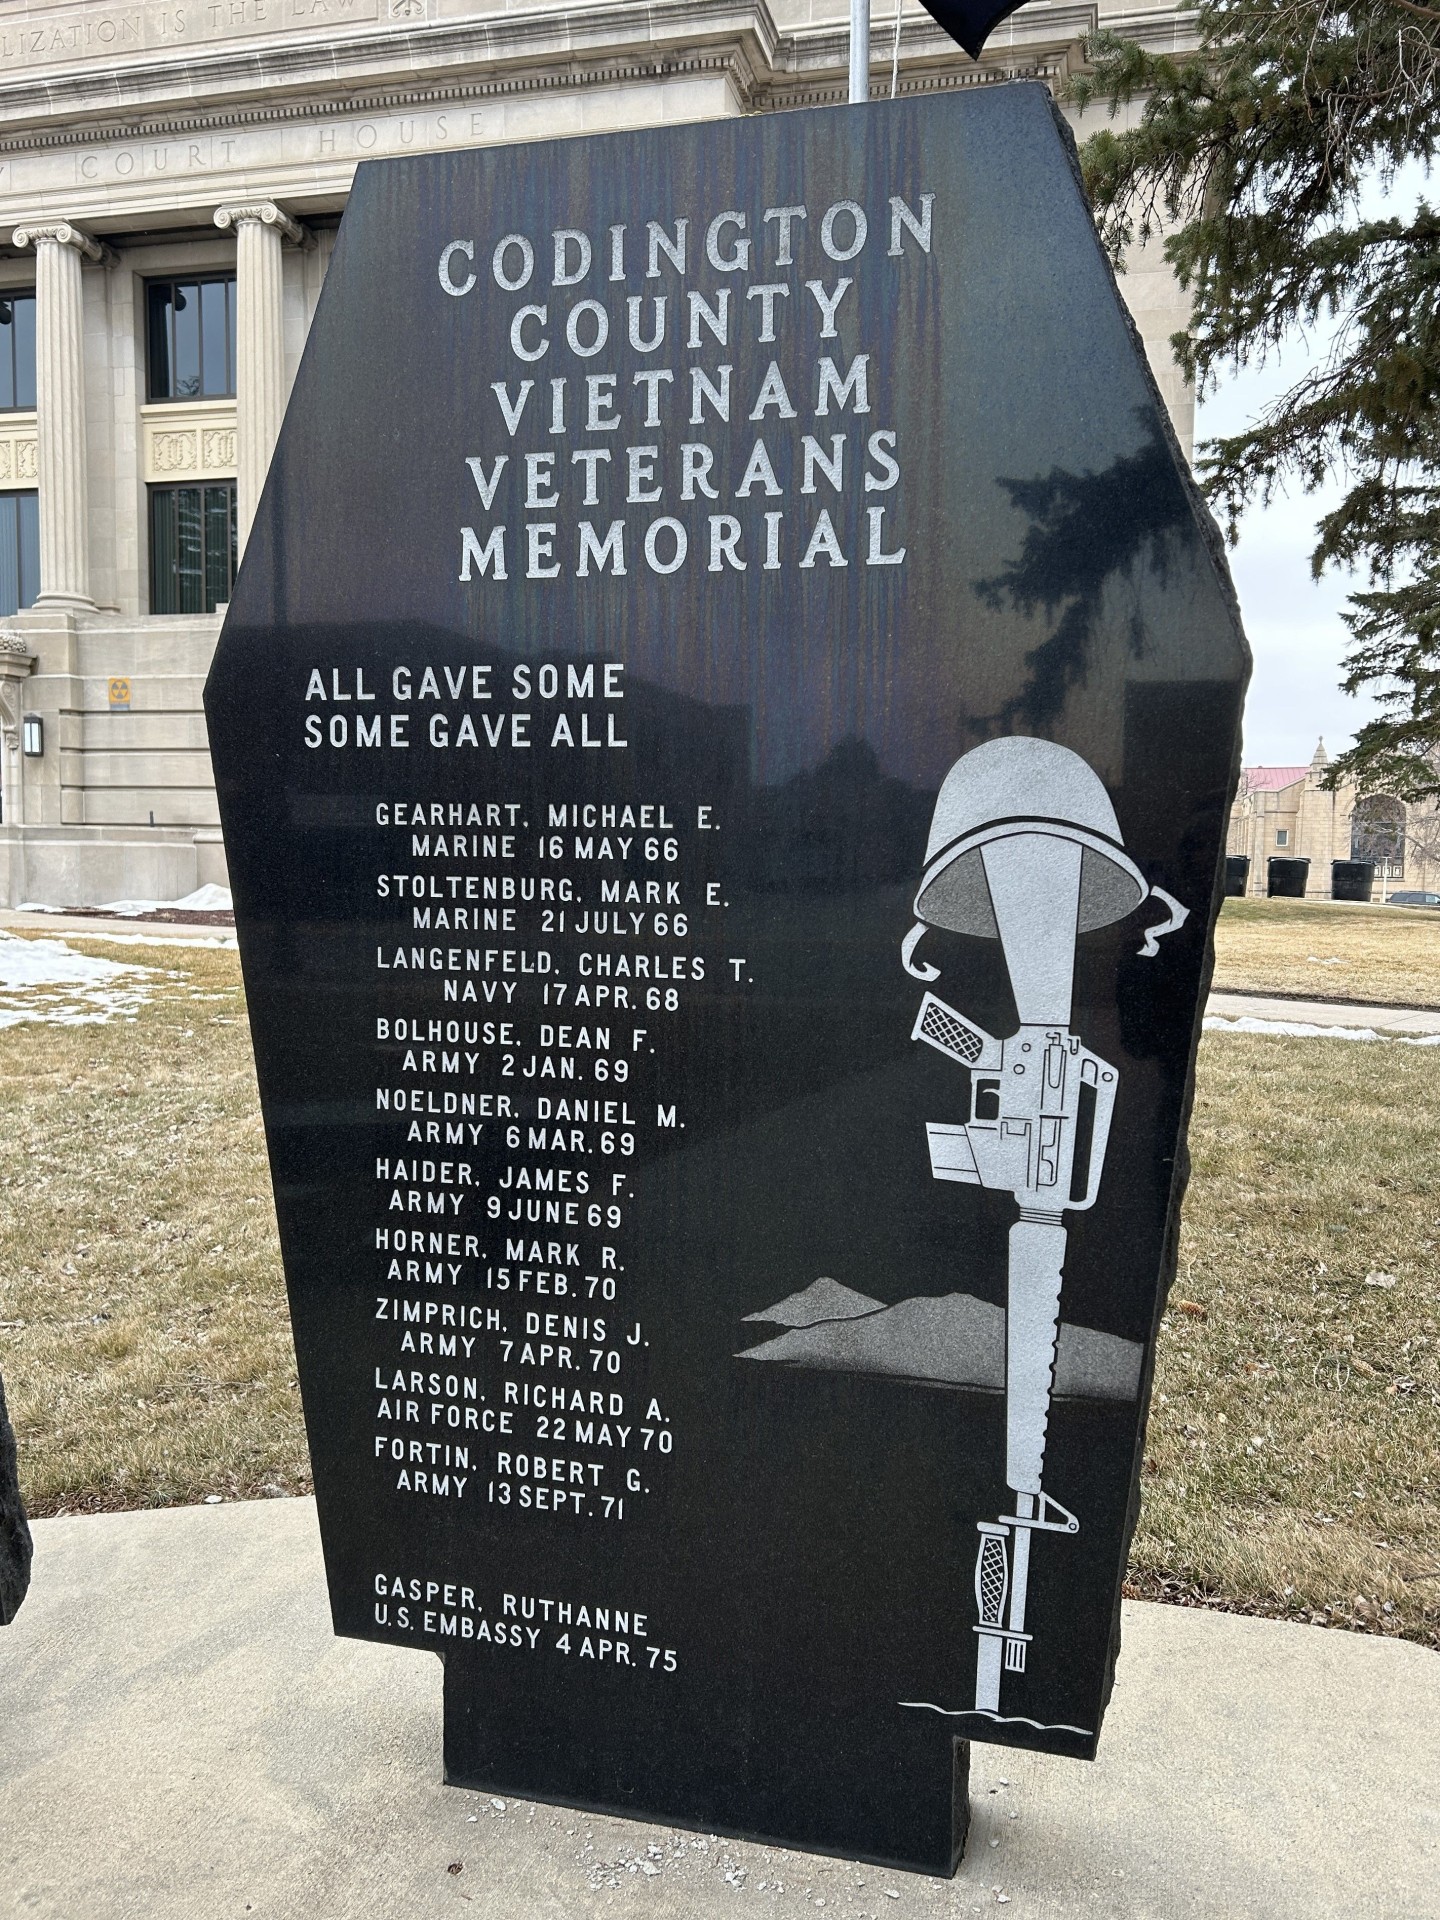 LIZATION IS THE LAW
COURT HOUSE
CODINGTON
COUNTY
VIETNAM
VETERANS
MEMORIAL
ALL GAVE SOME
SOME GAVE ALL
GEARHART, MICHAEL E.
MARINE 16 MAY 66
STOLTENBURG, MARK E.
MARINE 21 JULY 66
LANGENFELD, CHARLES T.
NAVY 17 APR. 68
BOLHOUSE, DEAN F.
ARMY 2 JAN. 69
NOELDNER, DANIEL M.
ARMY 6 MAR. 69
HAIDER, JAMES F.
ARMY 9 JUNE 69
HORNER, MARK R.
ARMY 15 FEB. 70
ZIMPRICH, DENIS J.
ARMY 7 APR. 70
LARSON, RICHARD A.
AIR FORCE 22 MAY 70
FORTIN, ROBERT G.
ARMY 13 SEPT. 71
GASPER, RUTHANNE
U.S. EMBASSY 4 APR. 75